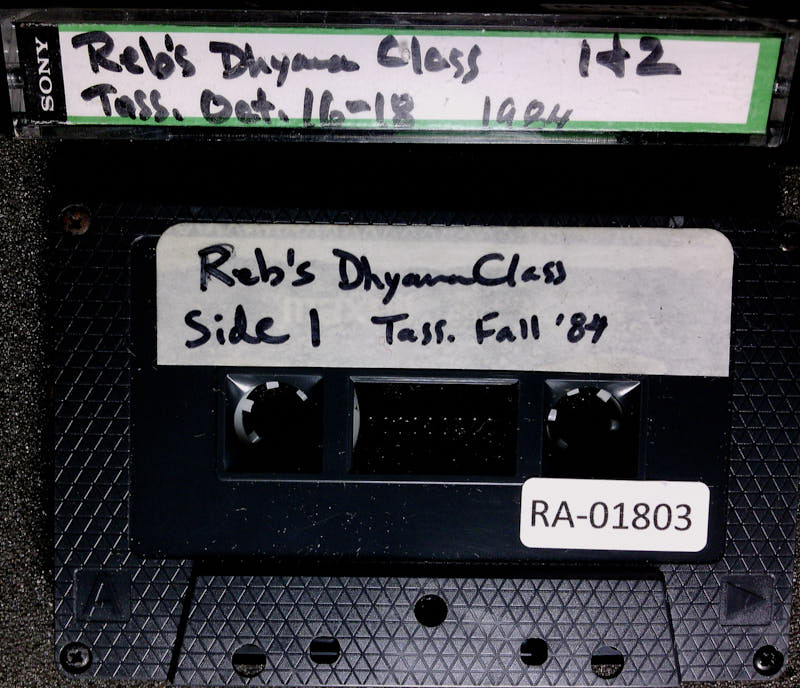 SONY
Reb's Dhyana Class 1+2
Tass. Oct. 16-18 1984
Reb's Dhyana Class
Side 1 Tass. Fall '84
RA-01803
A